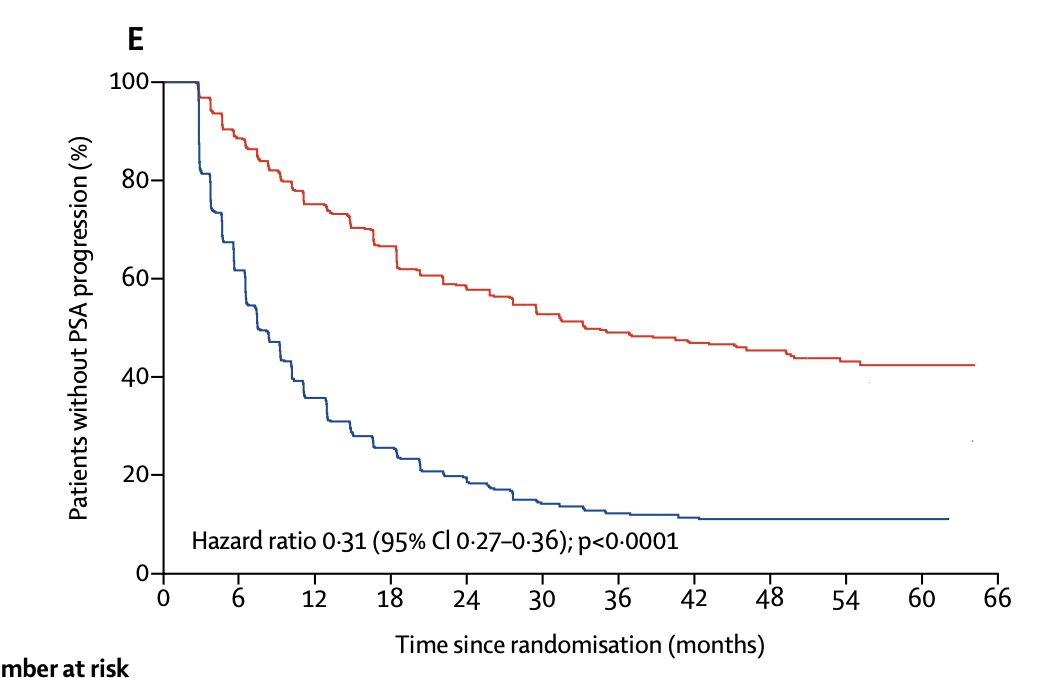 E
100
80
60
40
20
0
Patients without PSA progression (%)
Hazard ratio 0·31 (95% CI 0·27–0·36); p<0·0001
0 6 12 18 24 30 36 42 48 54 60 66
Time since randomisation (months)
mber at risk